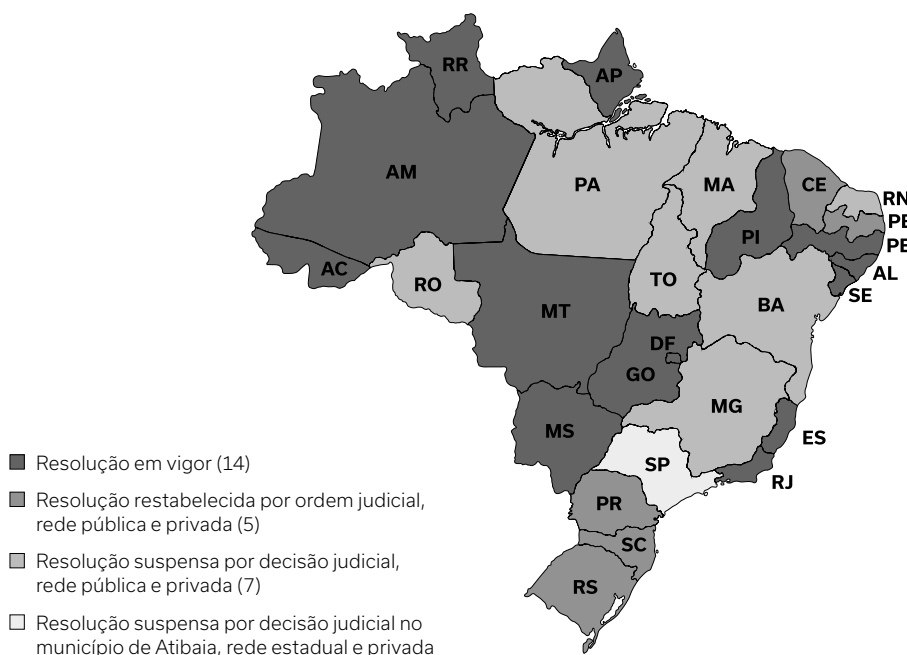 RR
AP
AM
PA
MA
CE
RN
PB
PE
PI
AL
SE
AC
RO
TO
BA
MT
DF
GO
MG
MS
ES
SP
RJ
PR
SC
RS
Resolução em vigor (14)
Resolução restabelecida por ordem judicial,
rede pública e privada (5)
Resolução suspensa por decisão judicial,
rede pública e privada (7)
Resolução suspensa por decisão judicial no
município de Atibaia, rede estadual e privada